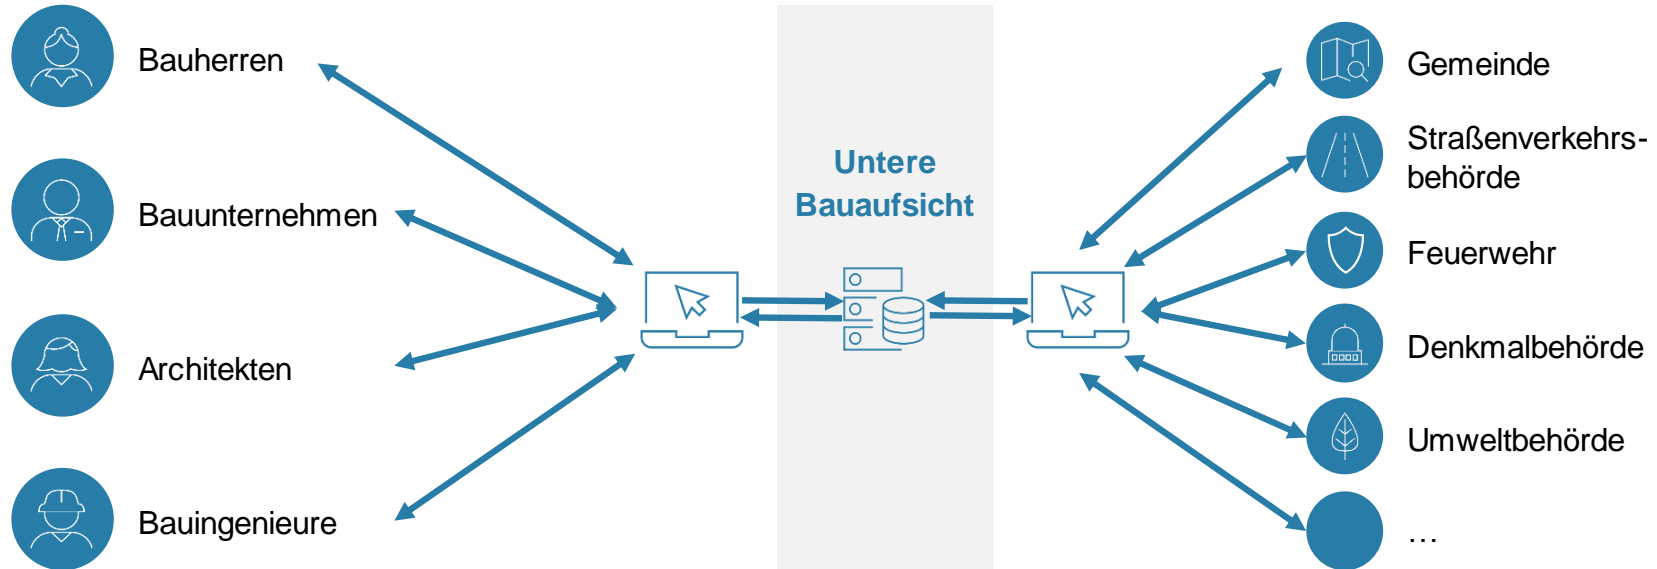 Bauherren
Bauunternehmen
Architekten
Bauingenieure
Untere
Bauaufsicht
Gemeinde
Straßenverkehrs-
behörde
Feuerwehr
Denkmalbehörde
Umweltbehörde
…